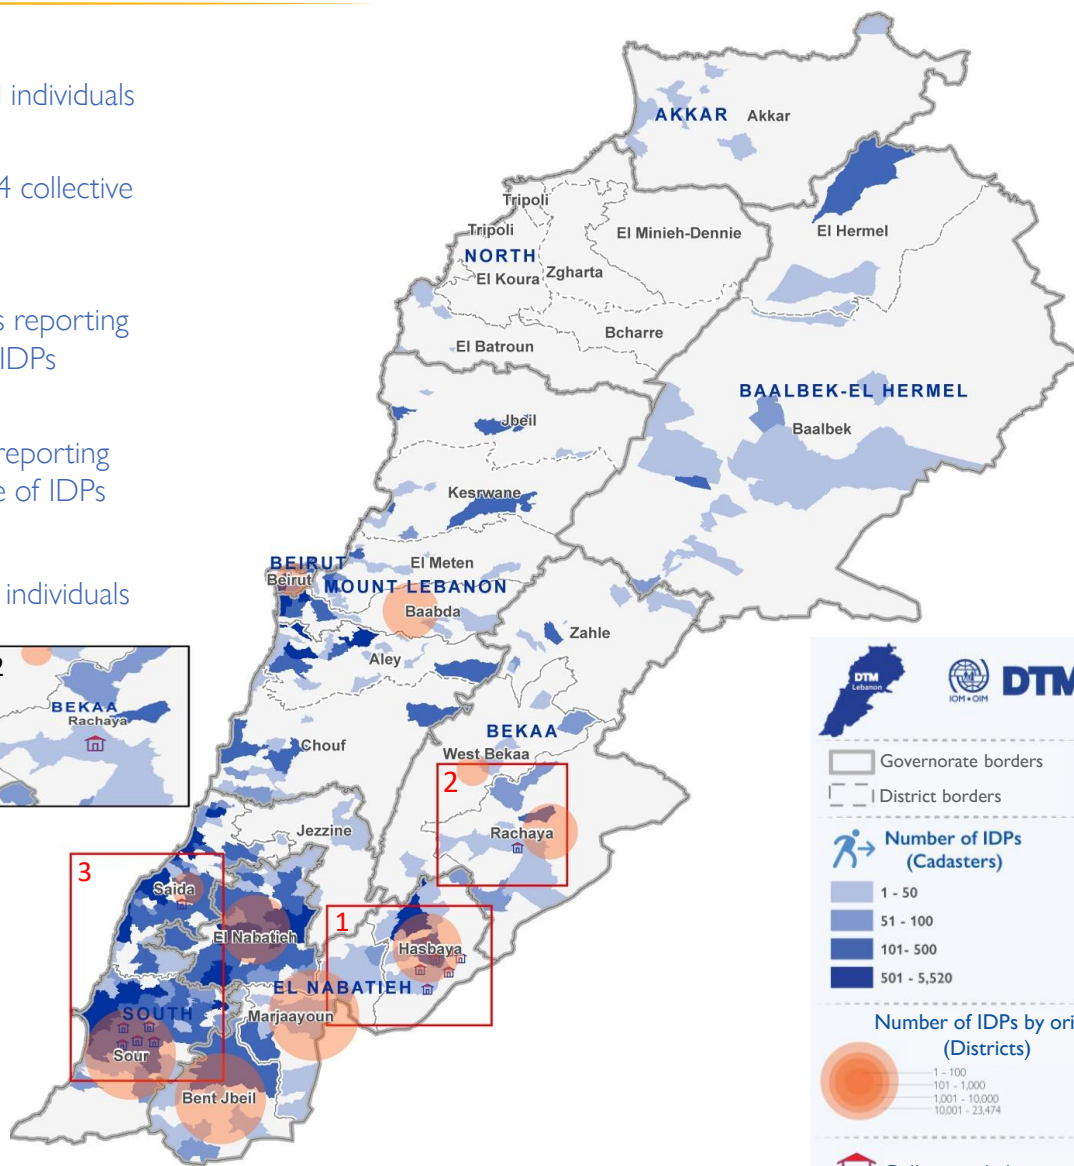 individuals
4 collective
reporting
IDPs
reporting
e of IDPs
individuals
2
BEKAA
Rachaya
AKKAR
Akkar
Tripoli
Tripoli
NORTH
El Koura
Zgharta
El Minieh-Dennie
El Hermel
Bcharre
El Batroun
BAALBEK-EL HERMEL
Baalbek
Jbeil
Kesrwane
BEIRUT
Beirut
El Meten
MOUNT LEBANON
Baabda
Zahle
Aley
BEKAA
Chouf
West Bekaa
2
Rachaya
Jezzine
3
Saida
1
El Nabatieh
Hasbaya
EL NABATIEH
SOUTH
Marjaayoun
Sour
Bent Jbeil
DTM
Lebanon
IOM • OIM
DTM
Governorate borders
District borders
Number of IDPs
(Cadasters)
1 - 50
51 - 100
101- 500
501 - 5,520
Number of IDPs by ori
(Districts)
1 - 100
101 - 1,000
1,001 - 10,000
10,001 - 23,474